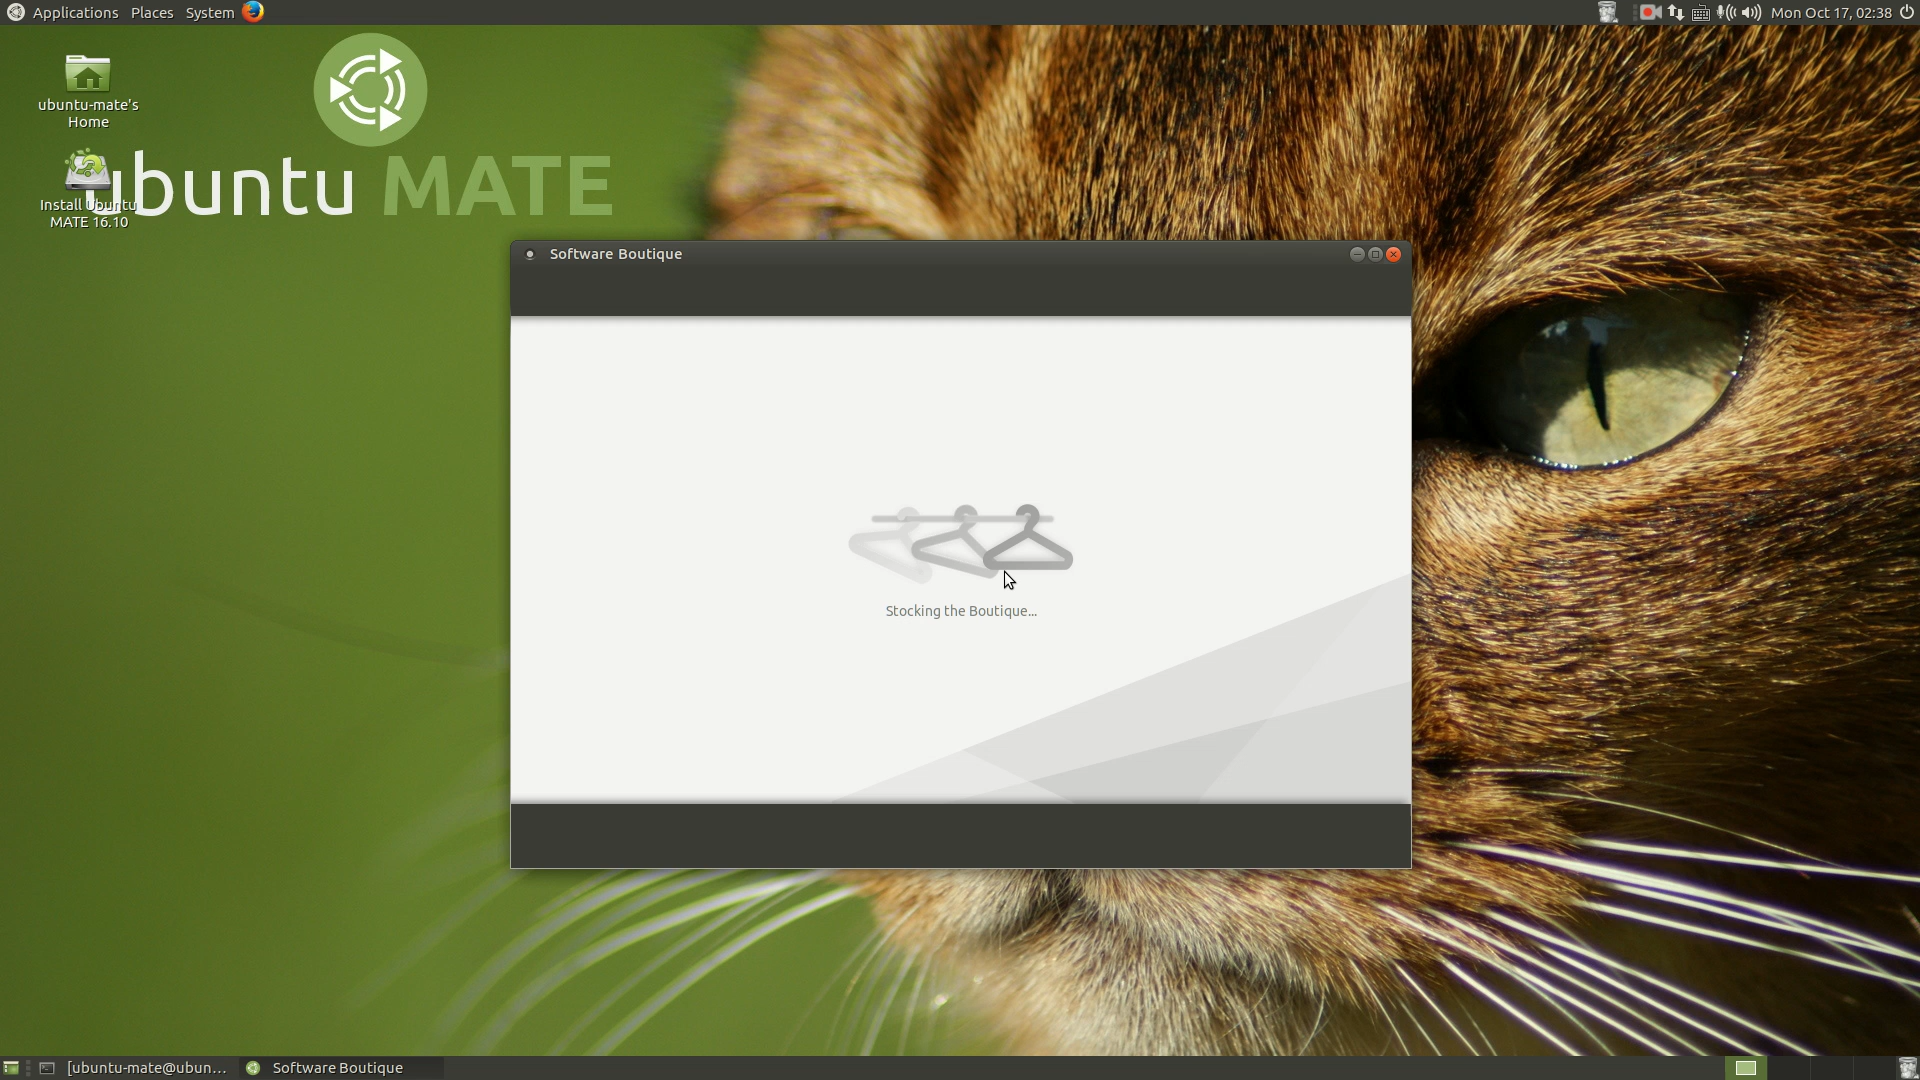 Applications Places System
Mon Oct 17, 02:38
ubuntu-mate's
Home
ubuntu MATE
Install Ubuntu
MATE 16.10
Software Boutique
Stocking the Boutique...
[ubuntu-mate@ubun...
Software Boutique